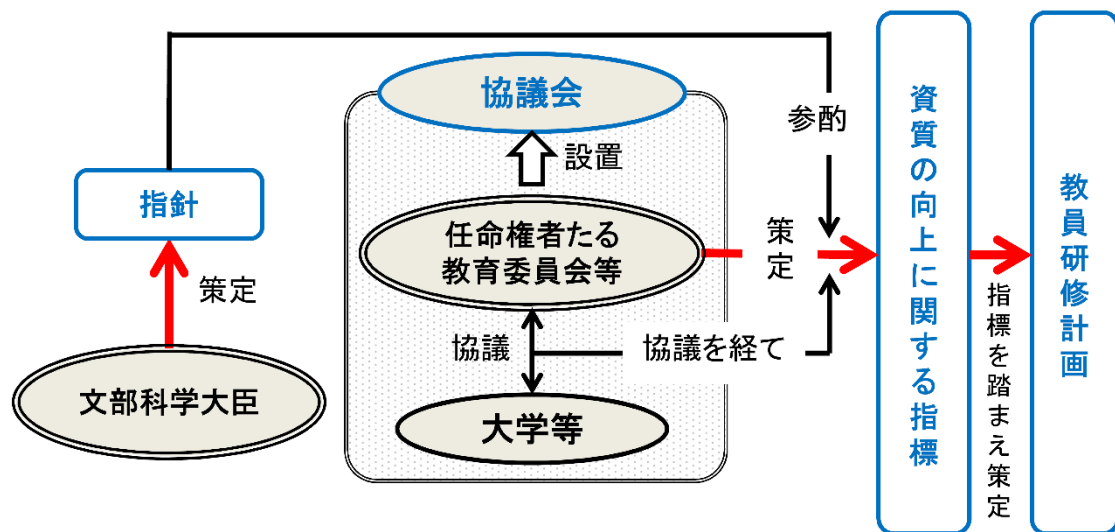 協議会
設置
参酌
指針
任命権者たる
教育委員会等
策定
策定
協議
協議を経て
文部科学大臣
大学等
資質の向上に関する指標
指標を踏まえ策定
教員研修計画